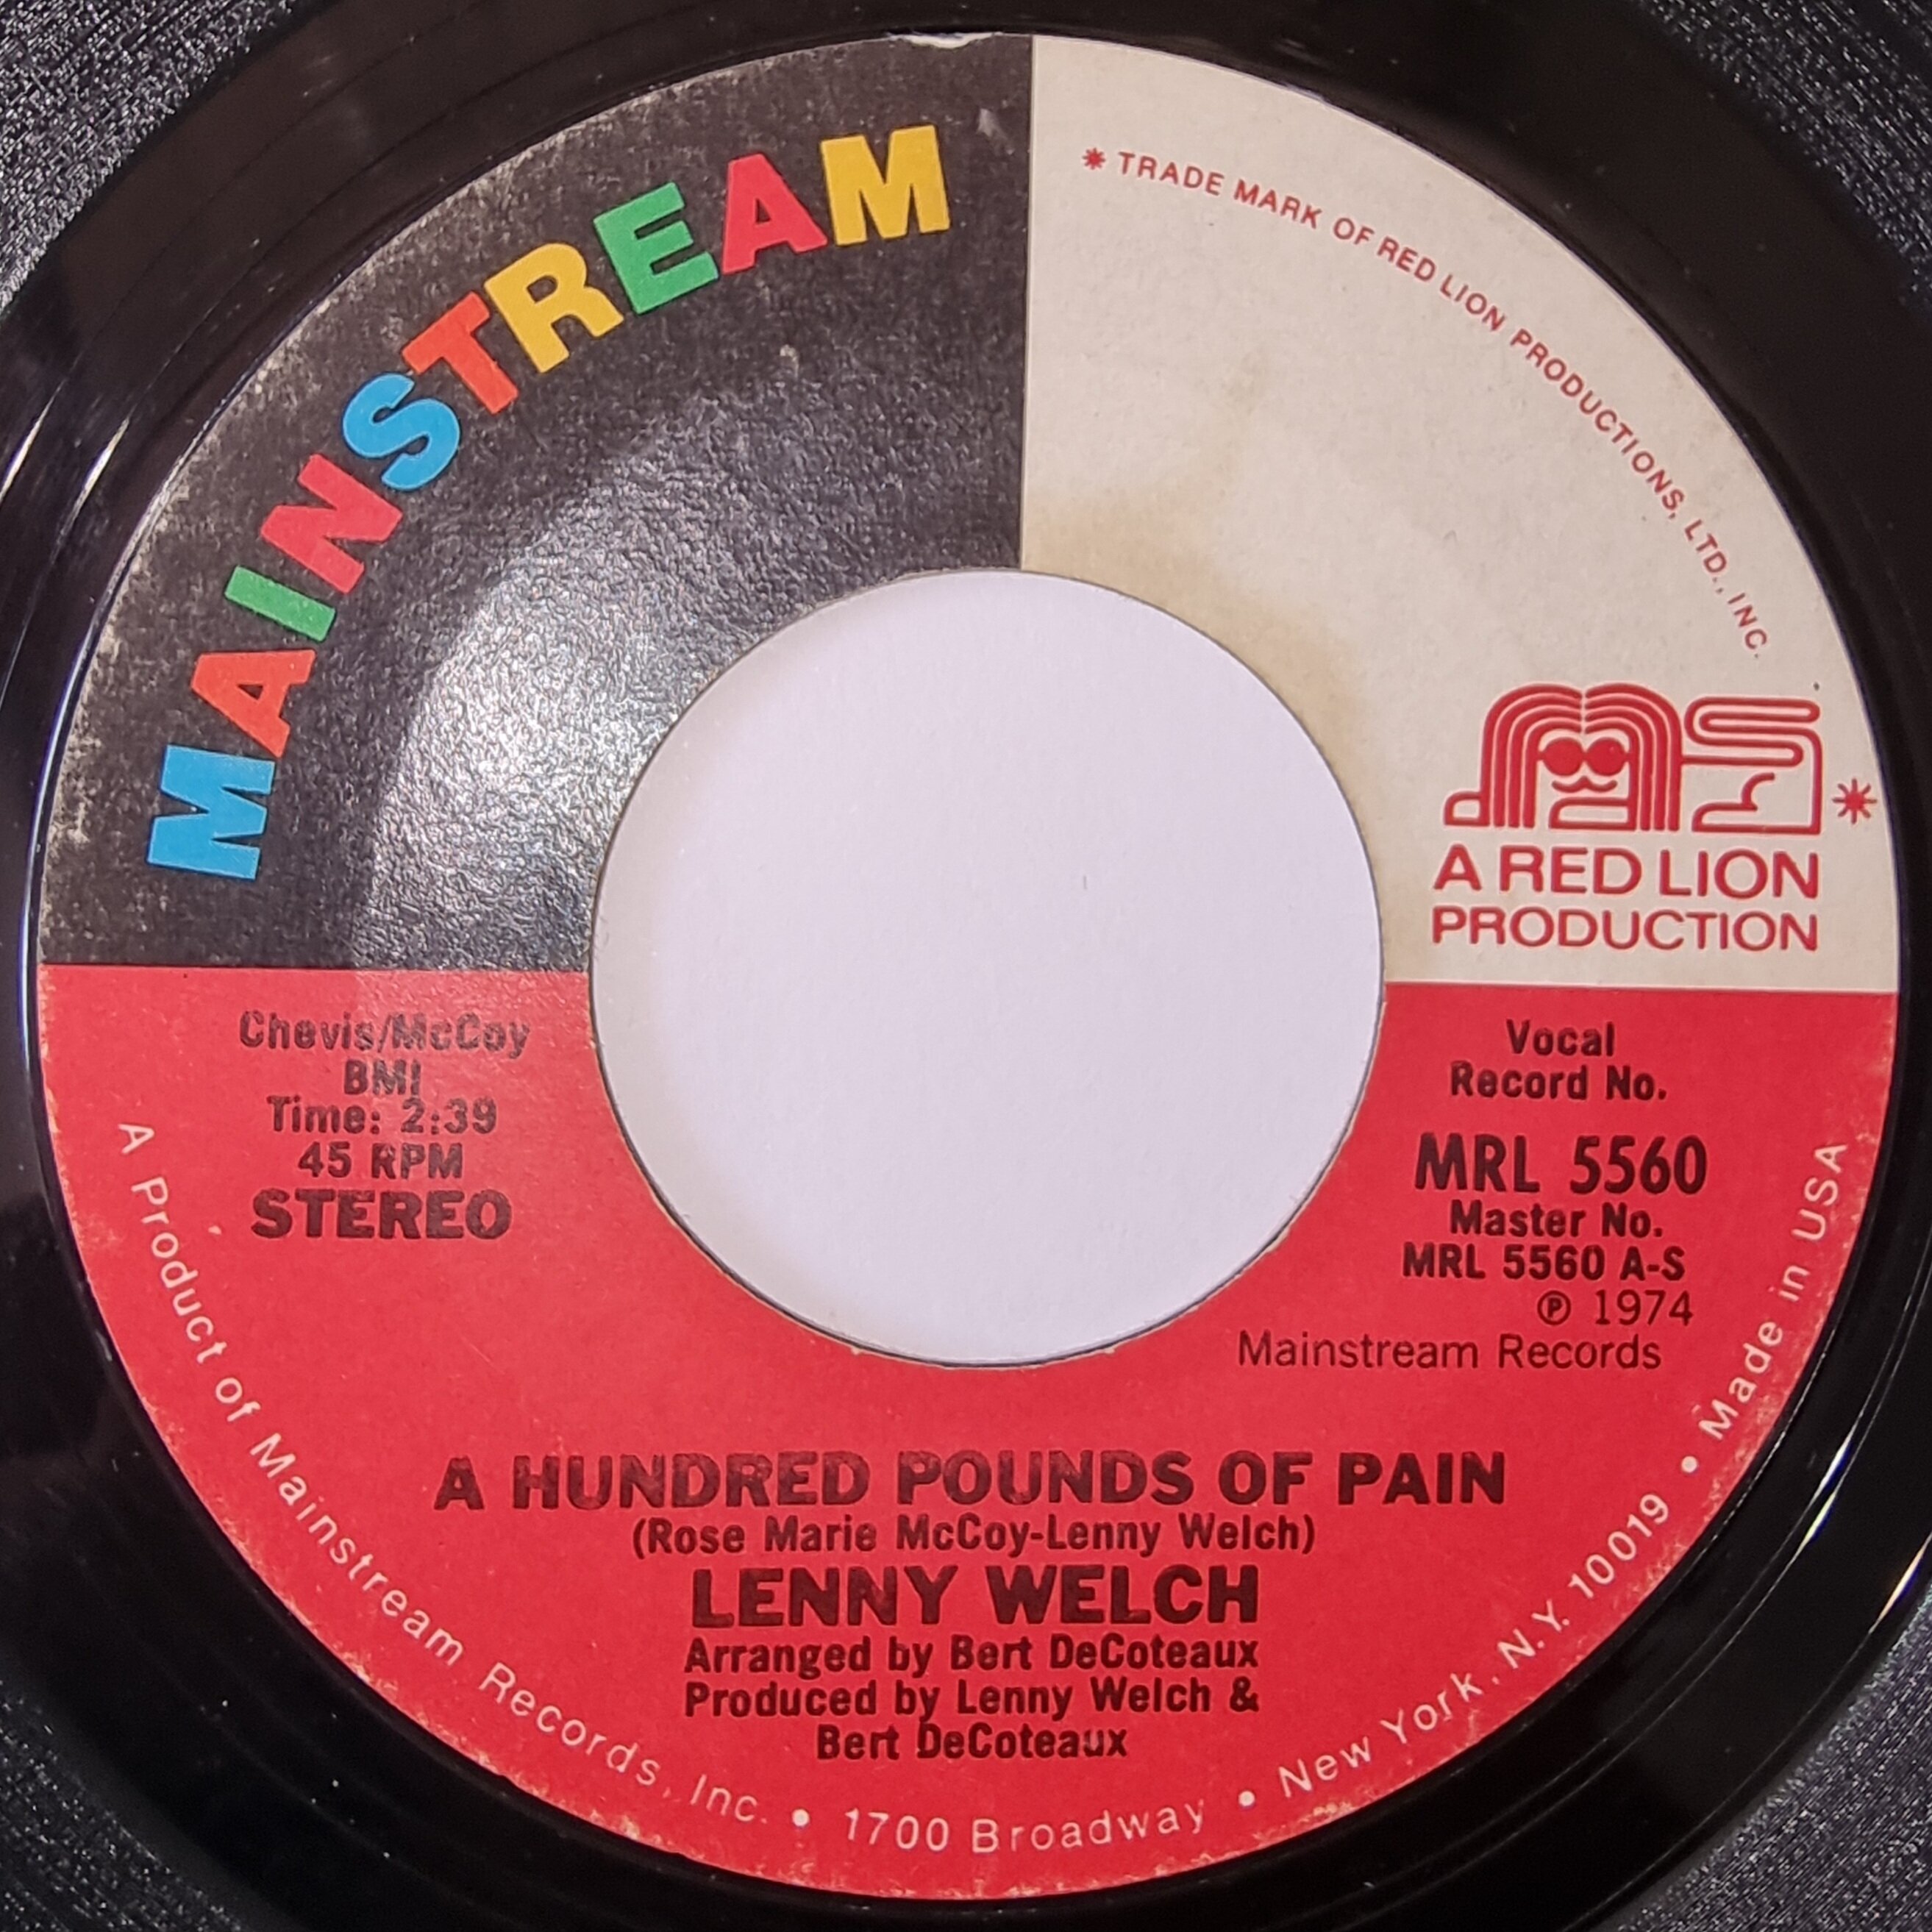 MAINSTREAM
* TRADE MARK OF RED LION PRODUCTIONS, LTD., INC.
MS *
A RED LION
PRODUCTION
Chevis/McCoy
BMI
Time: 2:39
45 RPM
STEREO
Vocal
Record No.
MRL 5560
Master No.
MRL 5560 A-S
℗ 1974
Mainstream Records
A HUNDRED POUNDS OF PAIN
(Rose Marie McCoy-Lenny Welch)
LENNY WELCH
Arranged by Bert DeCoteaux
Produced by Lenny Welch &
Bert DeCoteaux
A Product of Mainstream Records, Inc. • 1700 Broadway • New York, N.Y. 10019 • Made in USA